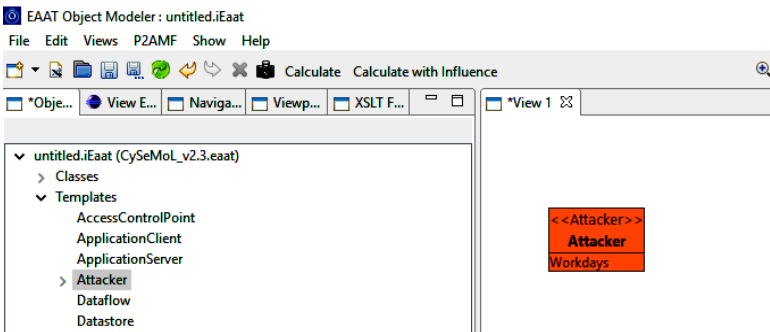 EAAT Object Modeler : untitled.iEaat
File Edit Views P2AMF Show Help
Calculate Calculate with Influence
*Obje... View E... Naviga... Viewp... XSLT F... *View 1
untitled.iEaat (CySeMoL_v2.3.eaat)
Classes
Templates
AccessControlPoint
ApplicationClient
ApplicationServer
Attacker
Dataflow
Datastore
<<Attacker>>
Attacker
Workdays